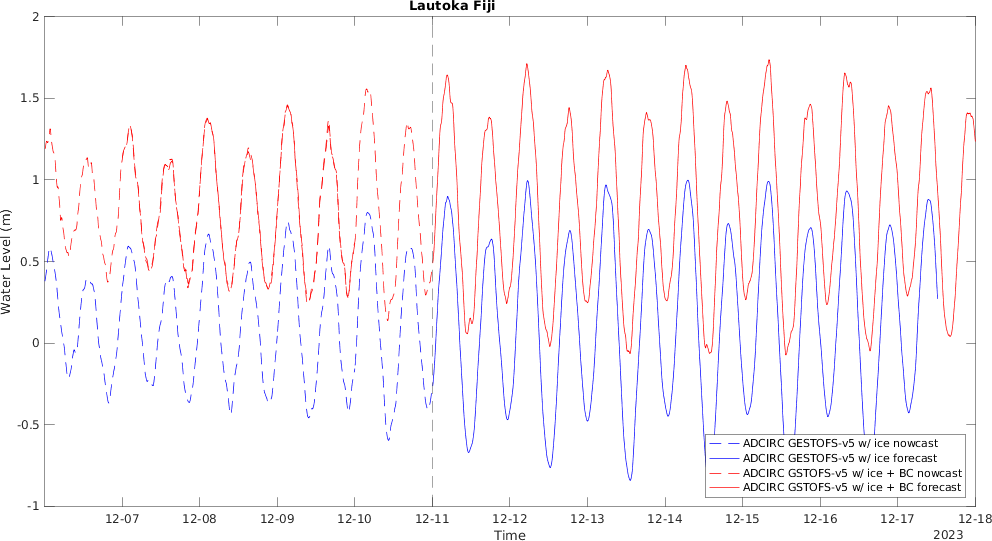 Lautoka Fiji
2
1.5
1
0.5
0
-0.5
-1
Water Level (m)
ADCIRC GESTOFS-v5 w/ ice nowcast
ADCIRC GESTOFS-v5 w/ ice forecast
ADCIRC GSTOFS-v5 w/ ice + BC nowcast
ADCIRC GSTOFS-v5 w/ ice + BC forecast
12-07 12-08 12-09 12-10 12-11 12-12 12-13 12-14 12-15 12-16 12-17 12-18
Time
2023